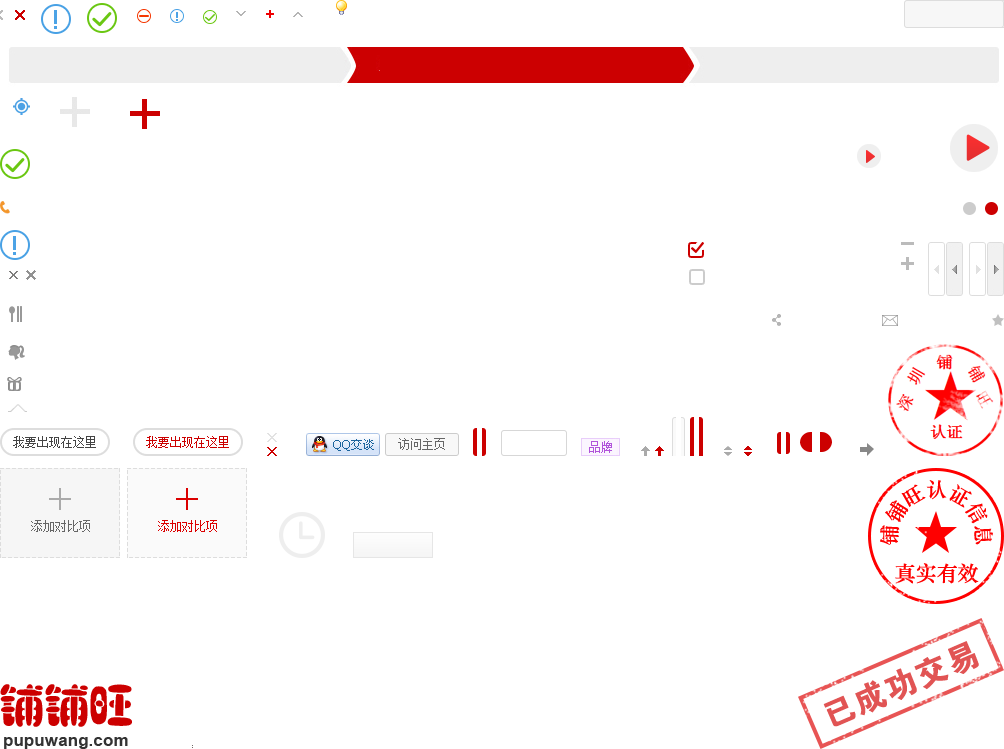 深圳铺铺旺
认证
我要出现在这里
我要出现在这里
QQ交谈
访问主页
品牌
铺铺旺认证信息
真实有效
添加对比项
添加对比项
已成功交易
铺铺旺
pupuwang.com